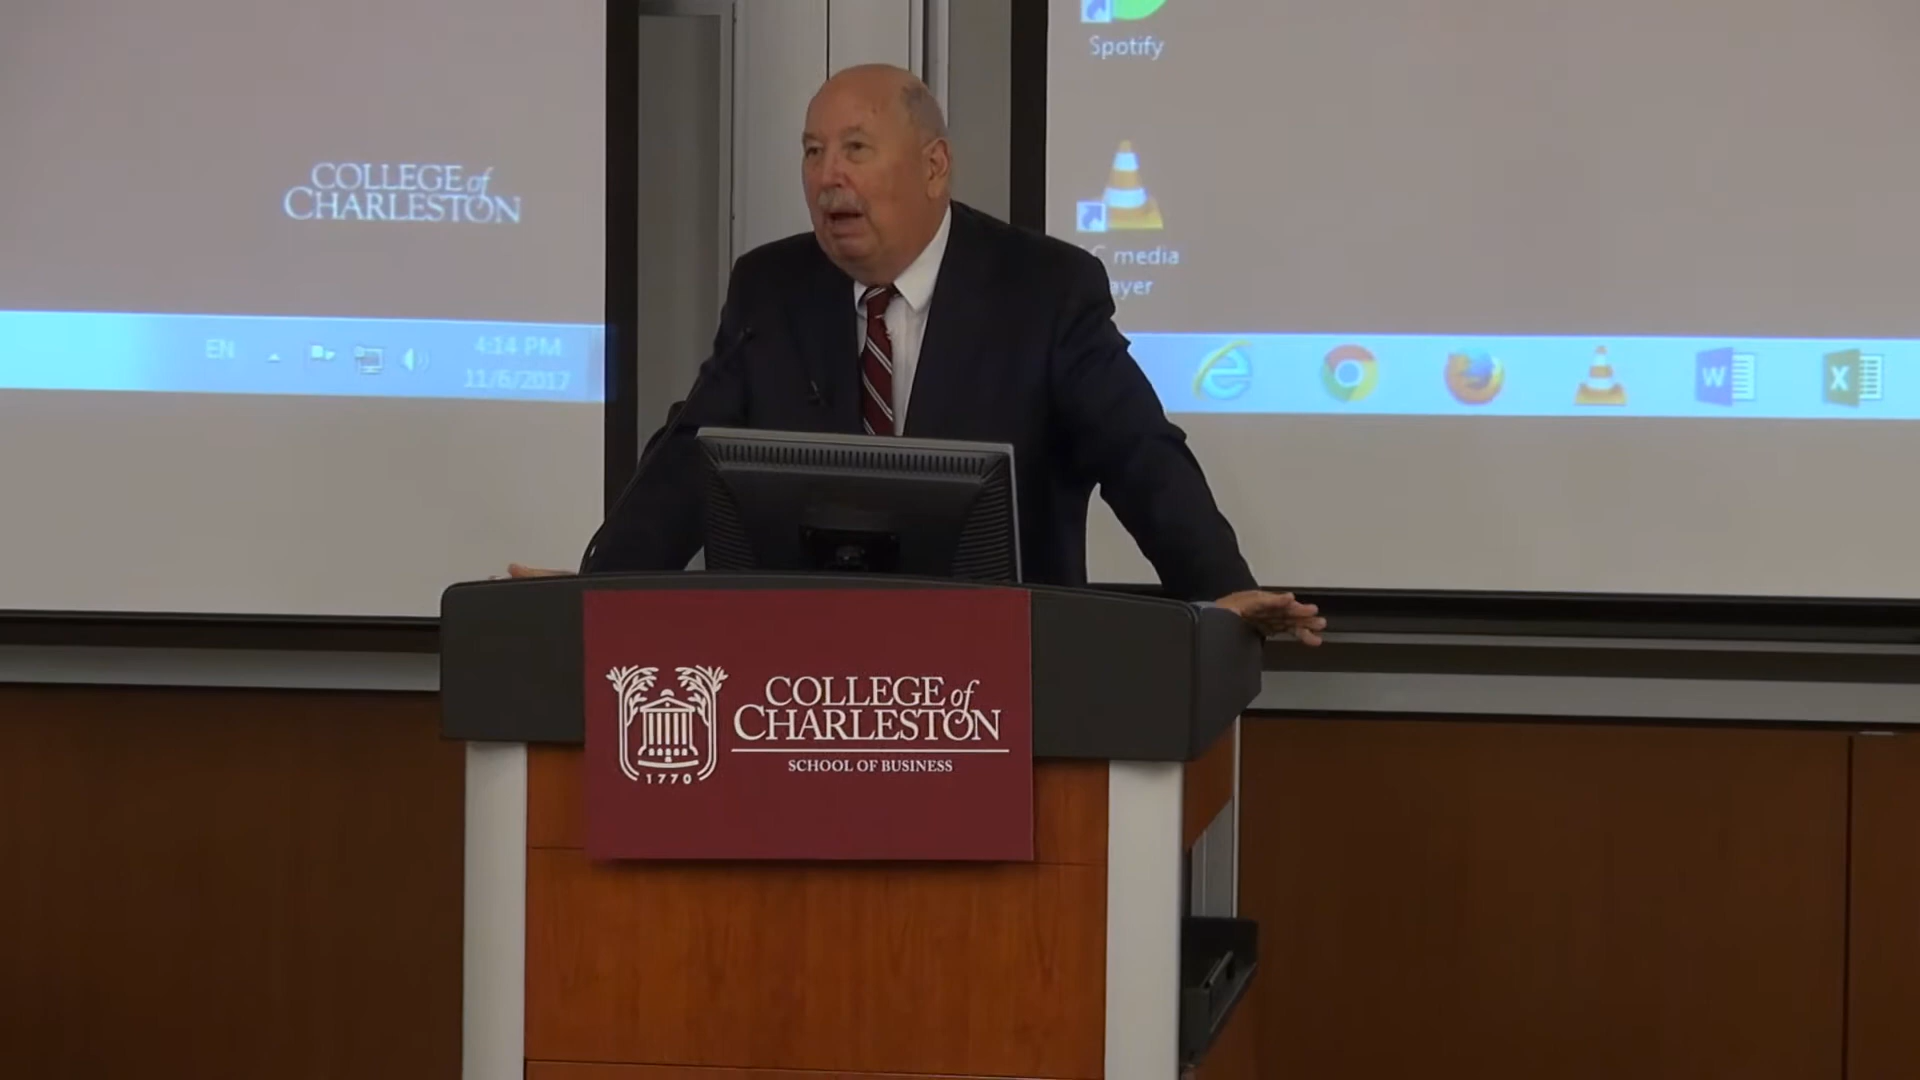 Spotify
COLLEGE of
CHARLESTON
media
EN
4:14 PM
11/6/2017
W
X
COLLEGE of
CHARLESTON
SCHOOL OF BUSINESS
1770